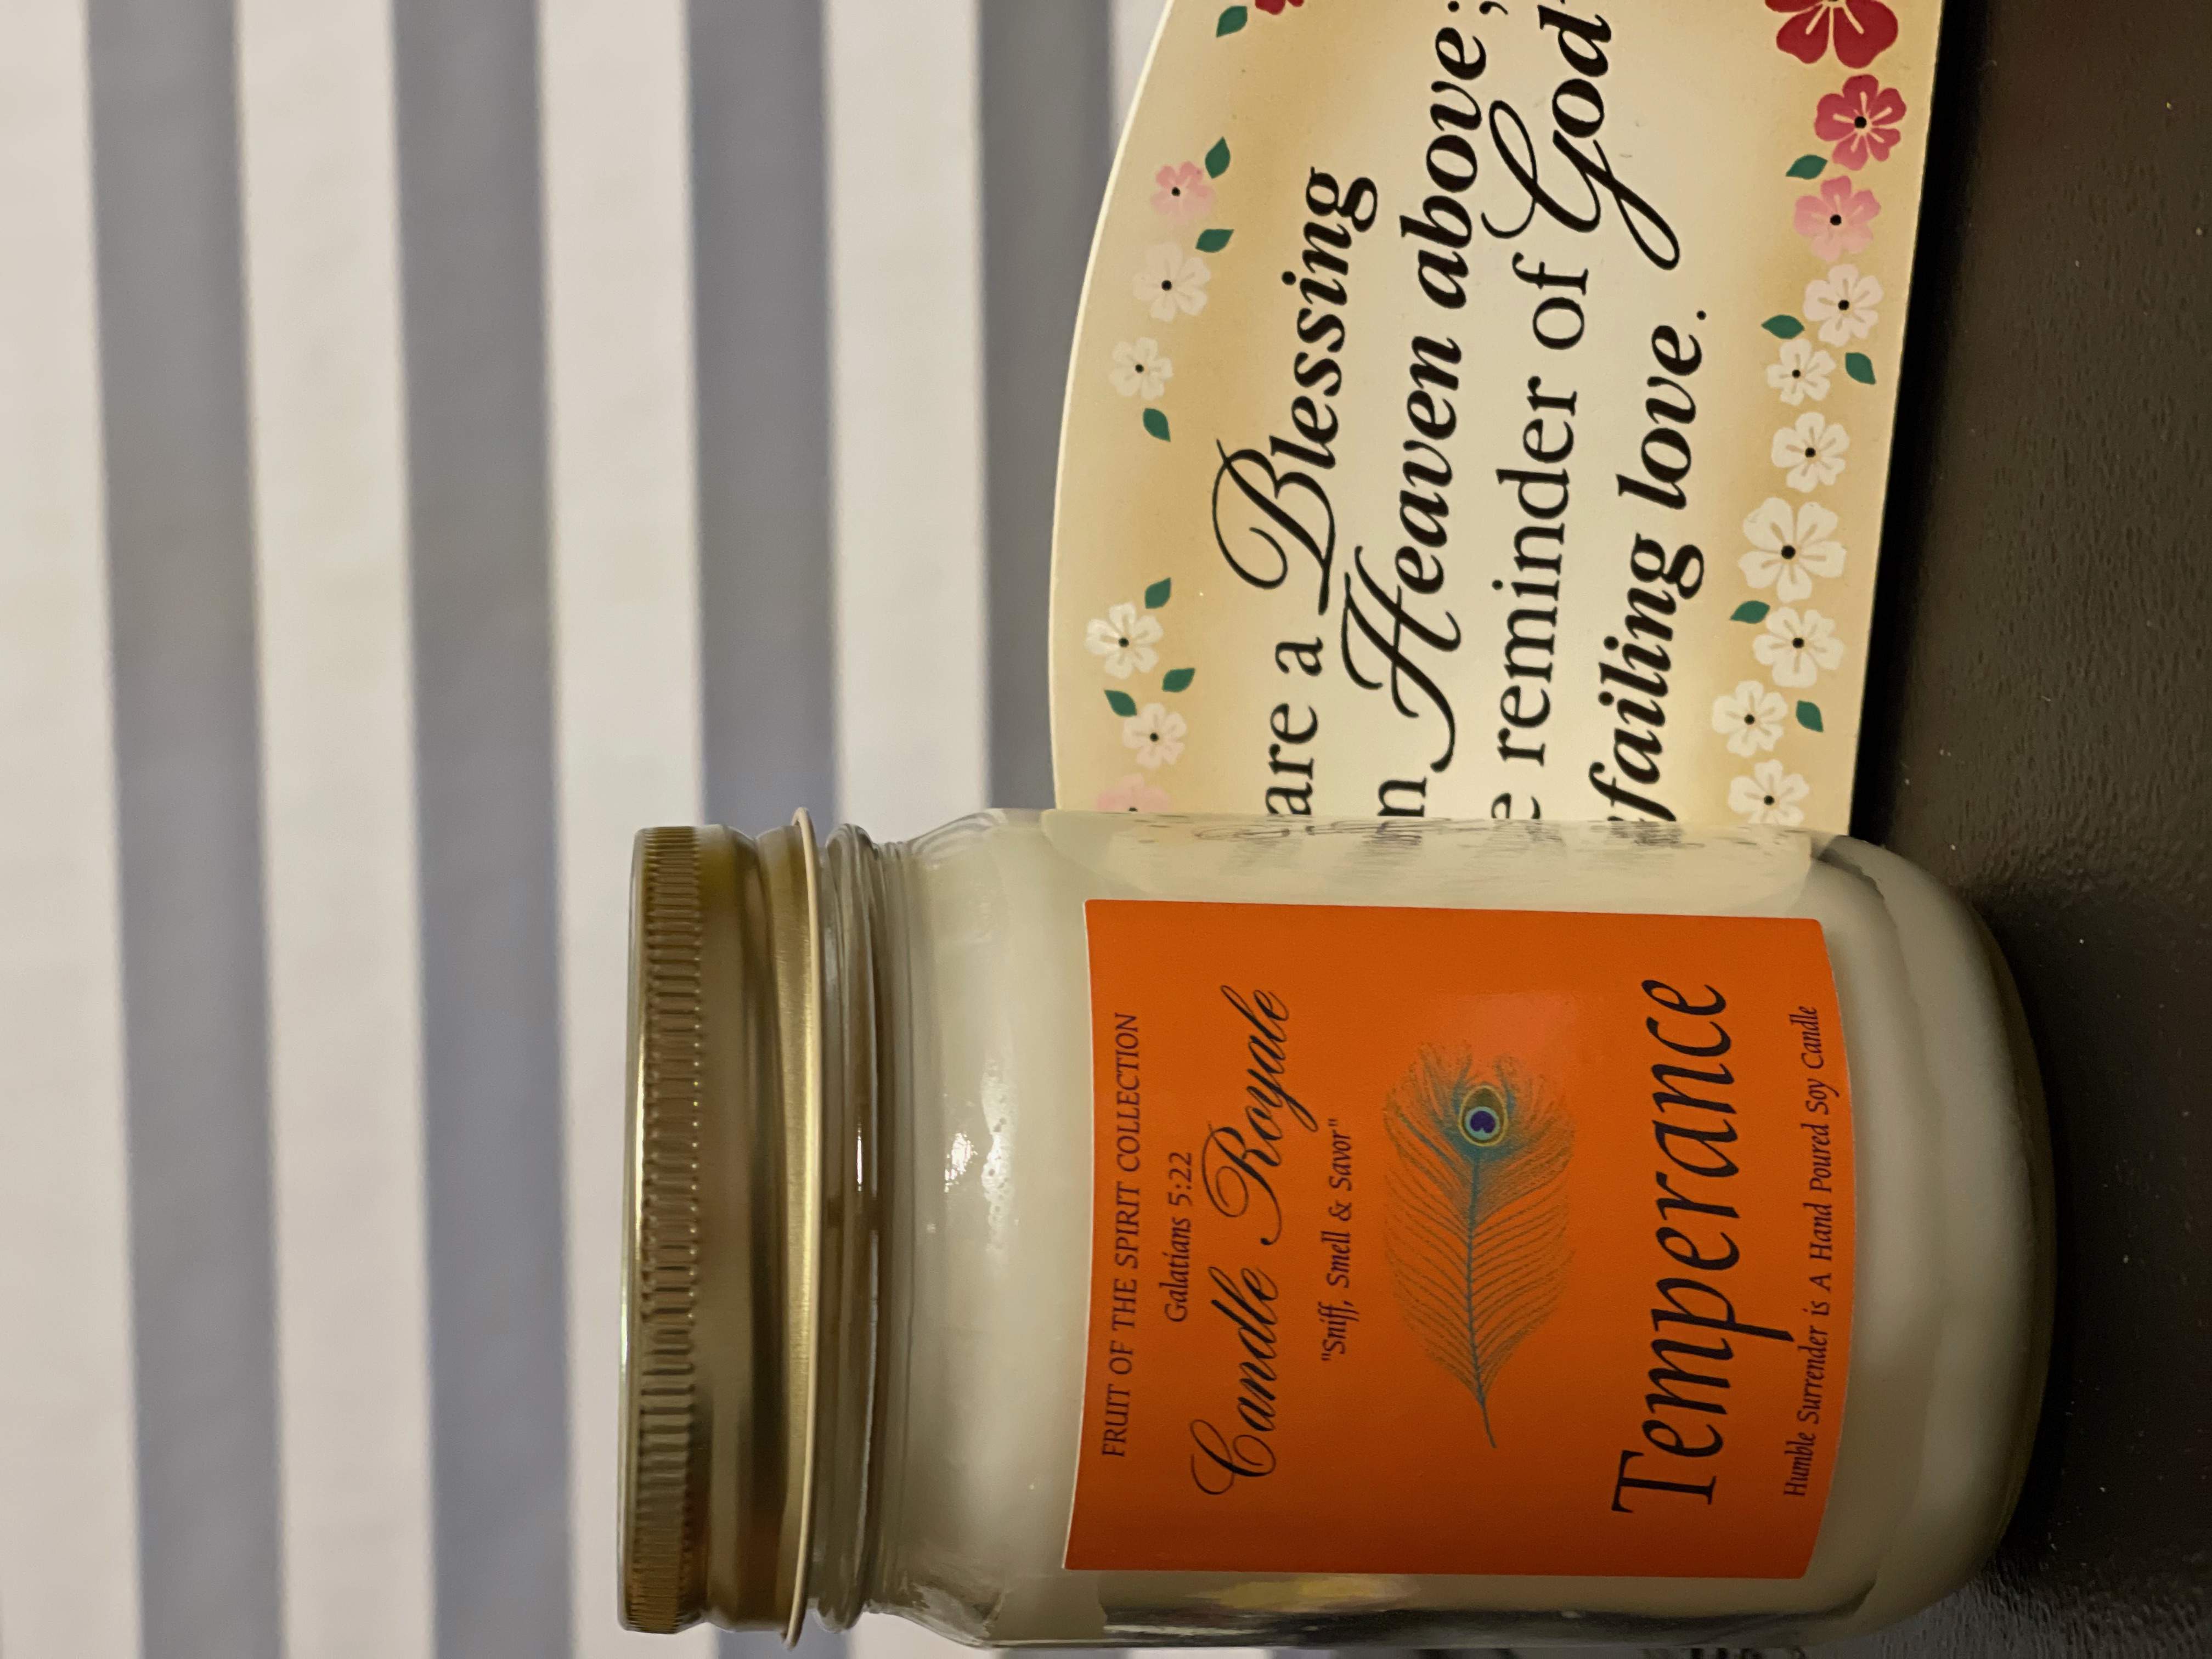 FRUIT OF THE SPIRIT COLLECTION
Galatians 5:22
Candle Royale
"Sniff, Smell & Savor"
Temperance
Humble Surrender is A Hand Poured Soy Candle
are a Blessing
Heaven above;
reminder of God
failing love.